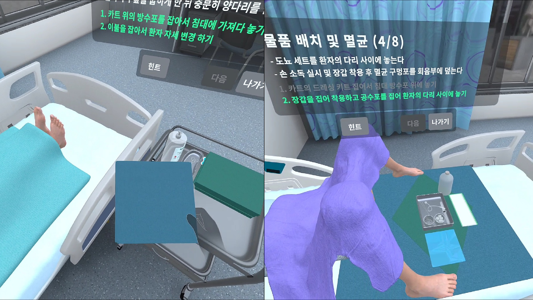 1. 카트 위의 방수포를 집어서 침대에 가져다 놓기
2. 이불을 집어서 환자 자세 변경 하기
힌트
다음
나가기
물품 배치 및 멸균 (4/8)
- 도뇨 세트를 환자의 다리 사이에 놓는다
- 손 소독 실시 및 장갑 착용 후 멸균 구멍포를 회음부에 덮는다
2. 장갑을 집어 착용하고 공수포를 집어 환자의 다리 사이에 놓기
힌트
다음
나가기